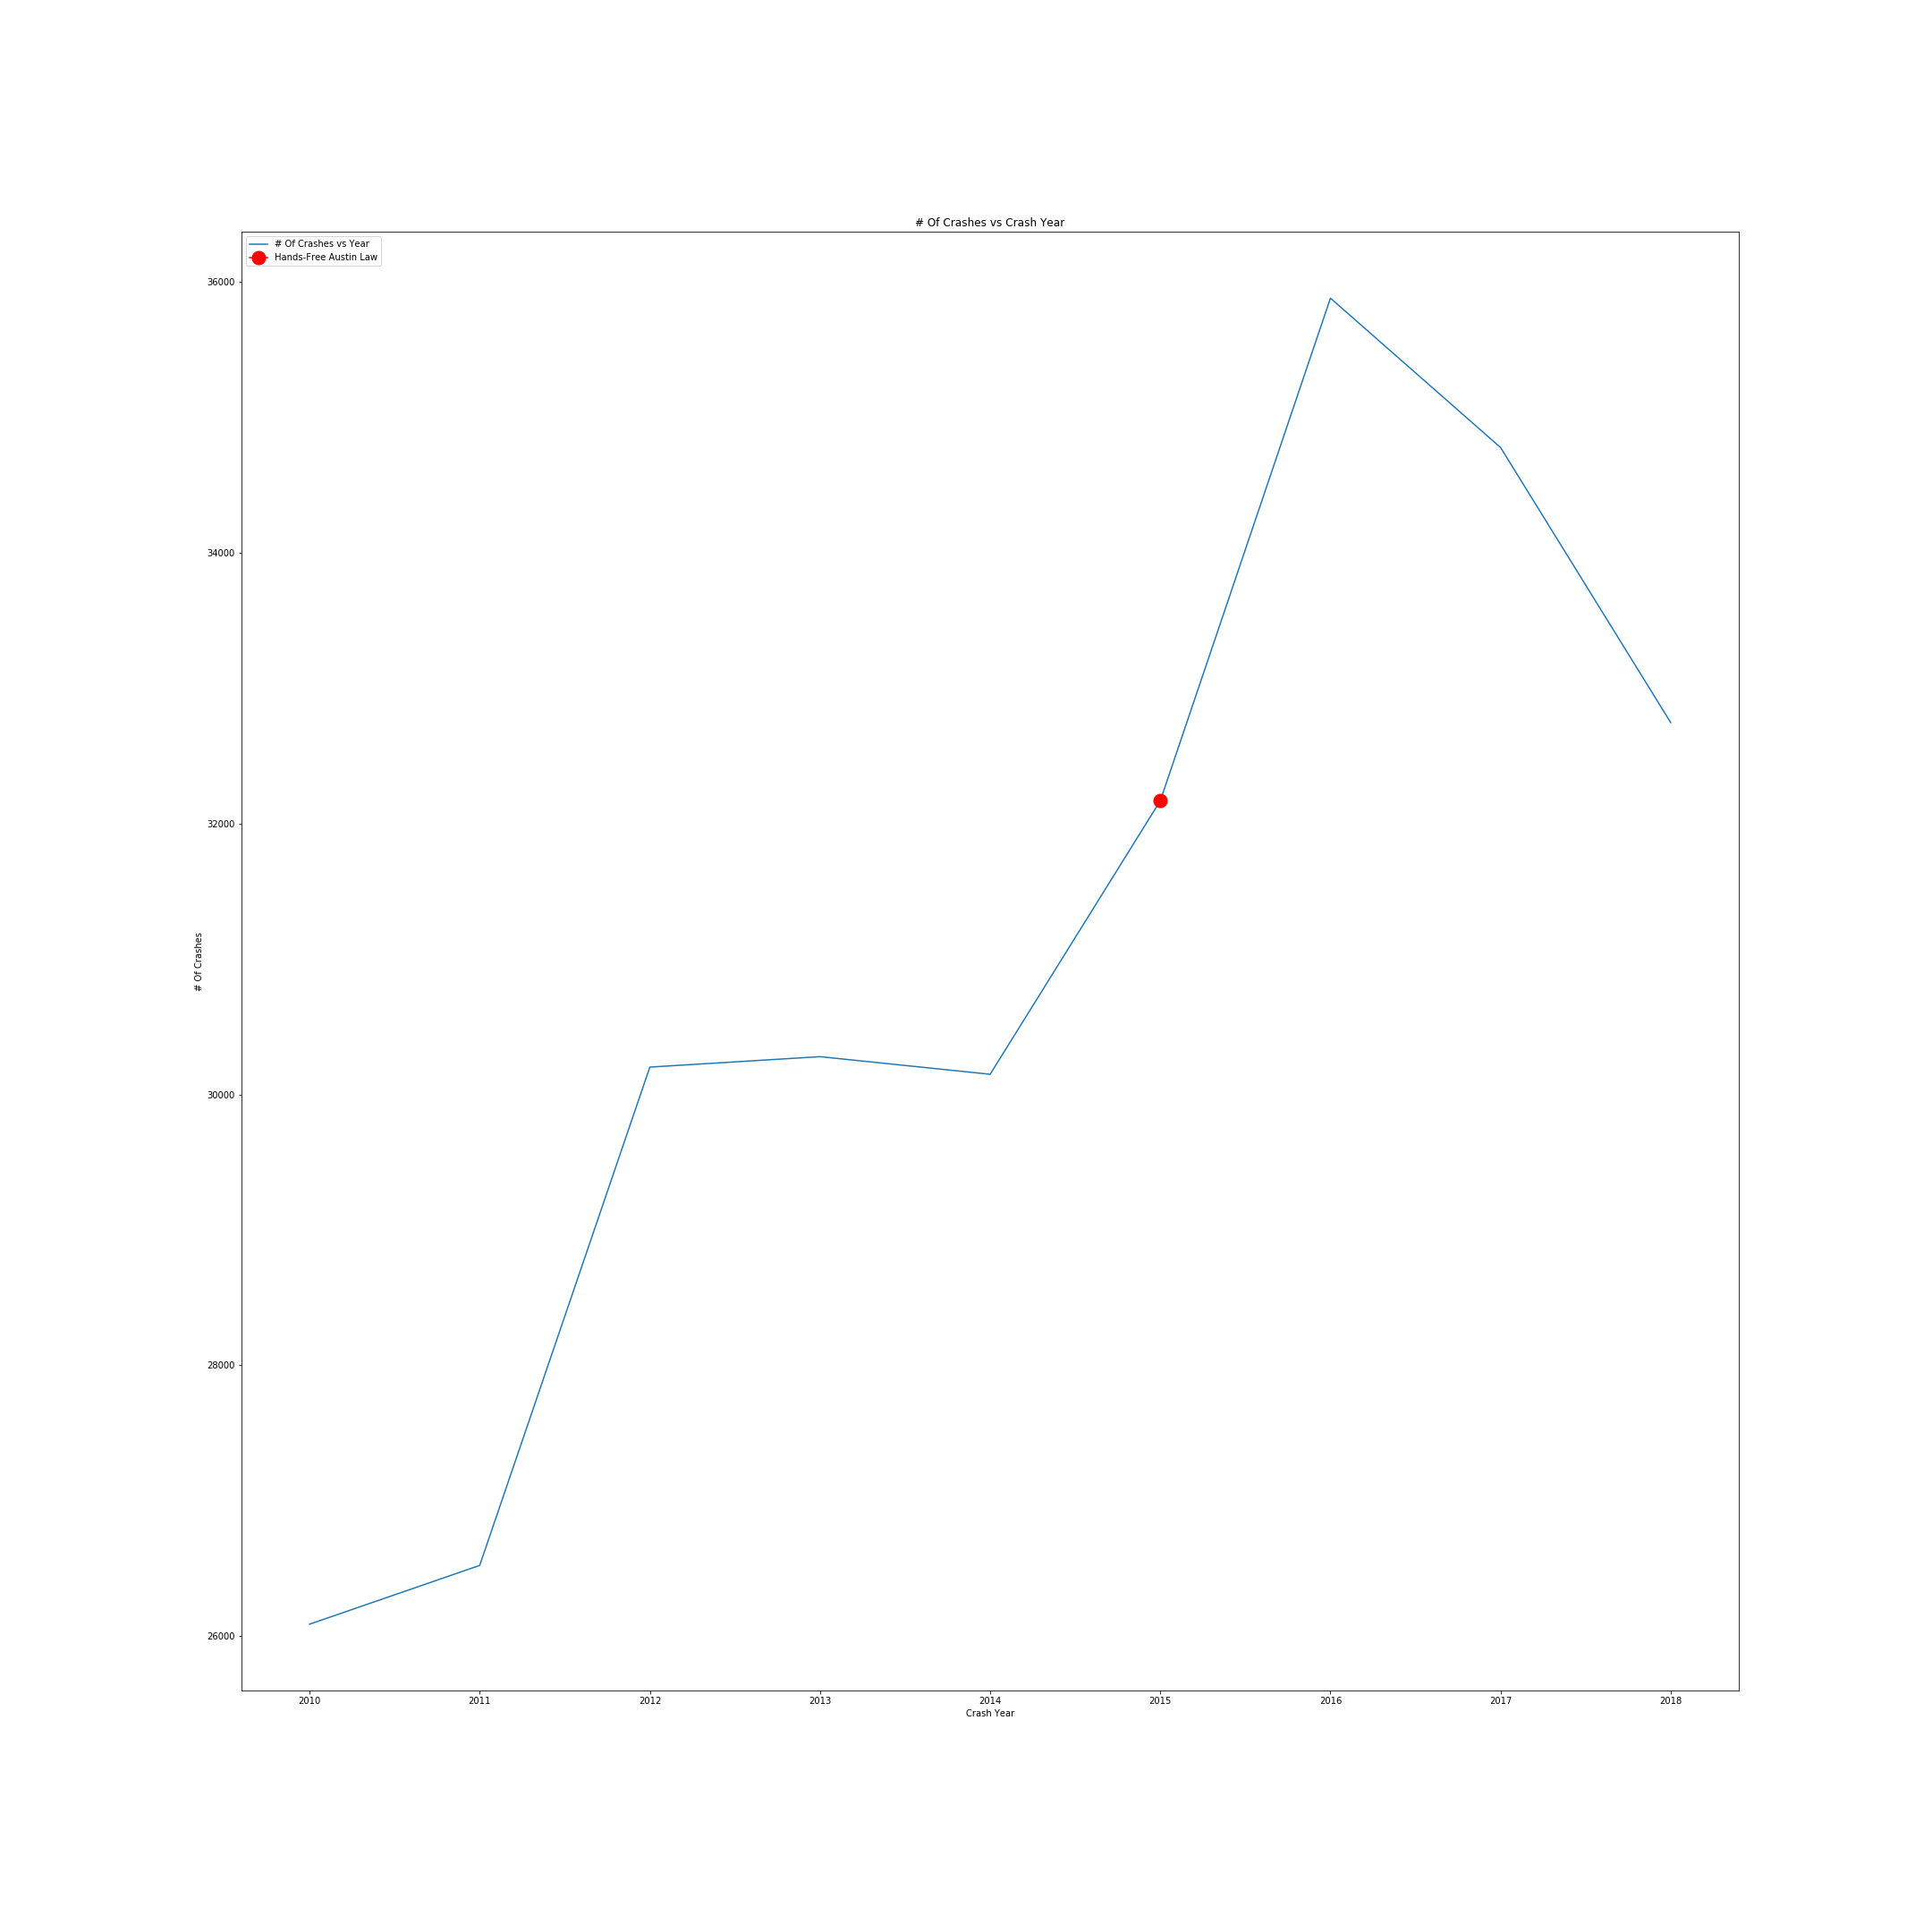 # Of Crashes vs Crash Year
# Of Crashes vs Year
Hands-Free Austin Law
36000
34000
32000
30000
28000
26000
# Of Crashes
2010 2011 2012 2013 2014 2015 2016 2017 2018
Crash Year